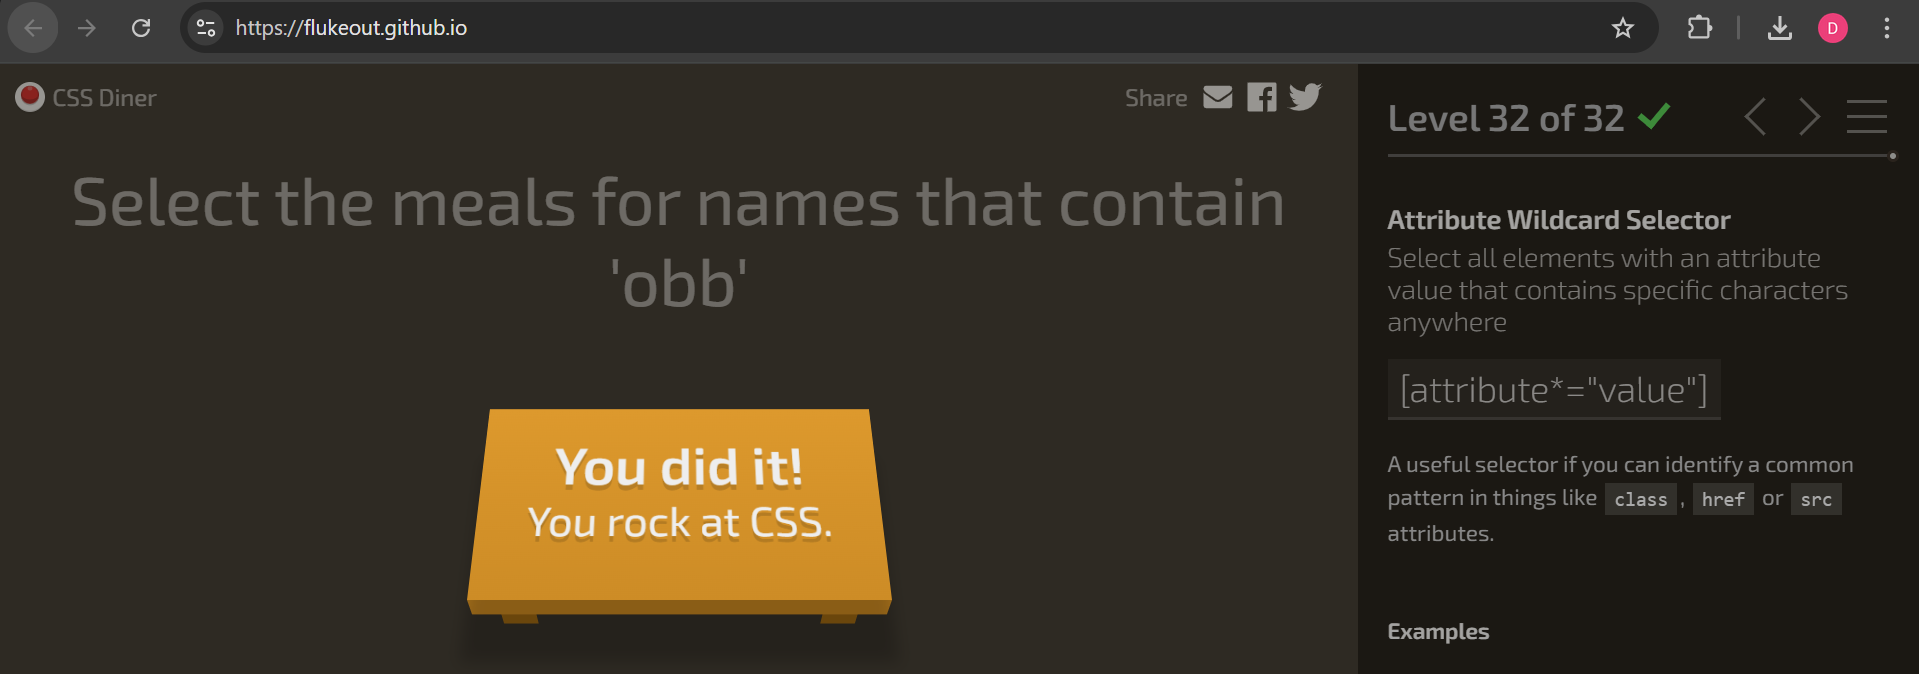 https://flukeout.github.io
D
CSS Diner
Share
Select the meals for names that contain
'obb'
You did it!
You rock at CSS.
Level 32 of 32
Attribute Wildcard Selector
Select all elements with an attribute
value that contains specific characters
anywhere
[attribute*="value"]
A useful selector if you can identify a common
pattern in things like class, href or src
attributes.
Examples